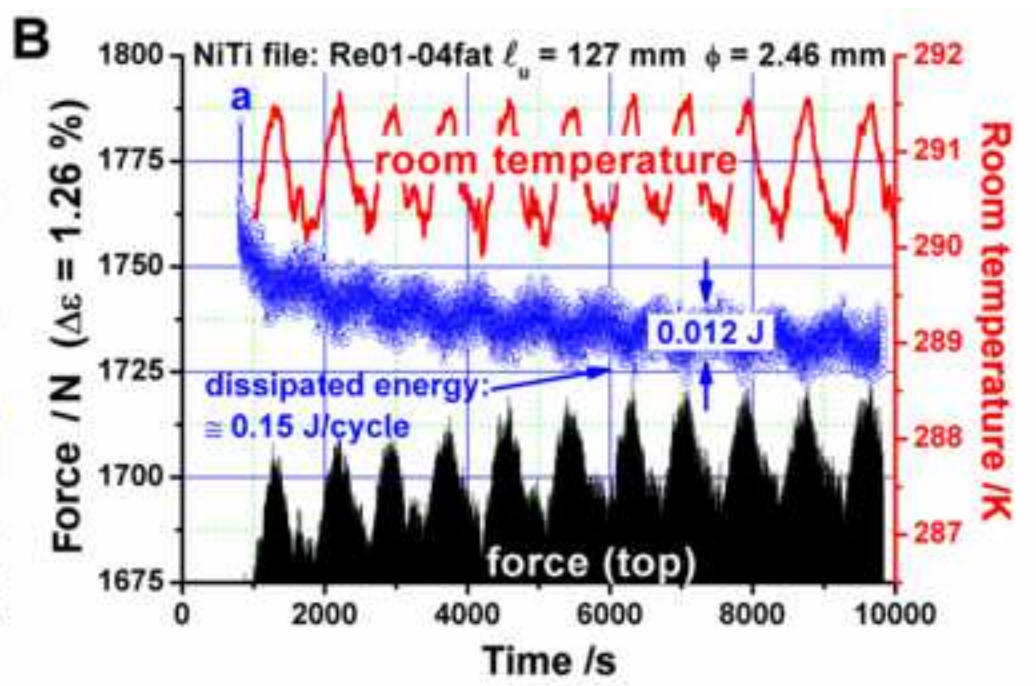 B
NiTi file: Re01-04fat ℓu = 127 mm ϕ = 2.46 mm
a
room temperature
0.012 J
dissipated energy:
≅ 0.15 J/cycle
force (top)
Force /N (Δε = 1.26 %)
1800
1775
1750
1725
1700
1675
Room temperature /K
292
291
290
289
288
287
0
2000
4000
6000
8000
10000
Time /s